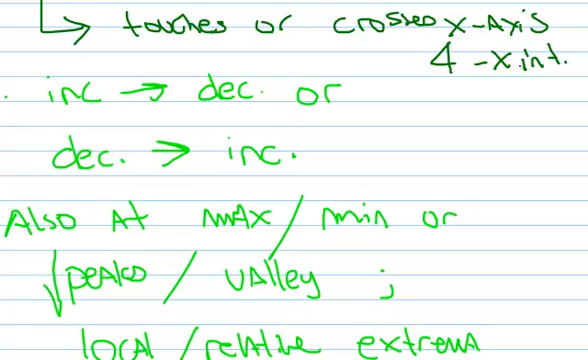 ↳ touches or crosses x-Axis
4 -x.int.
. inc → dec. or
dec. → inc.
Also At mAx/min or
peaks / vAlley ;
locAl/relative extremA